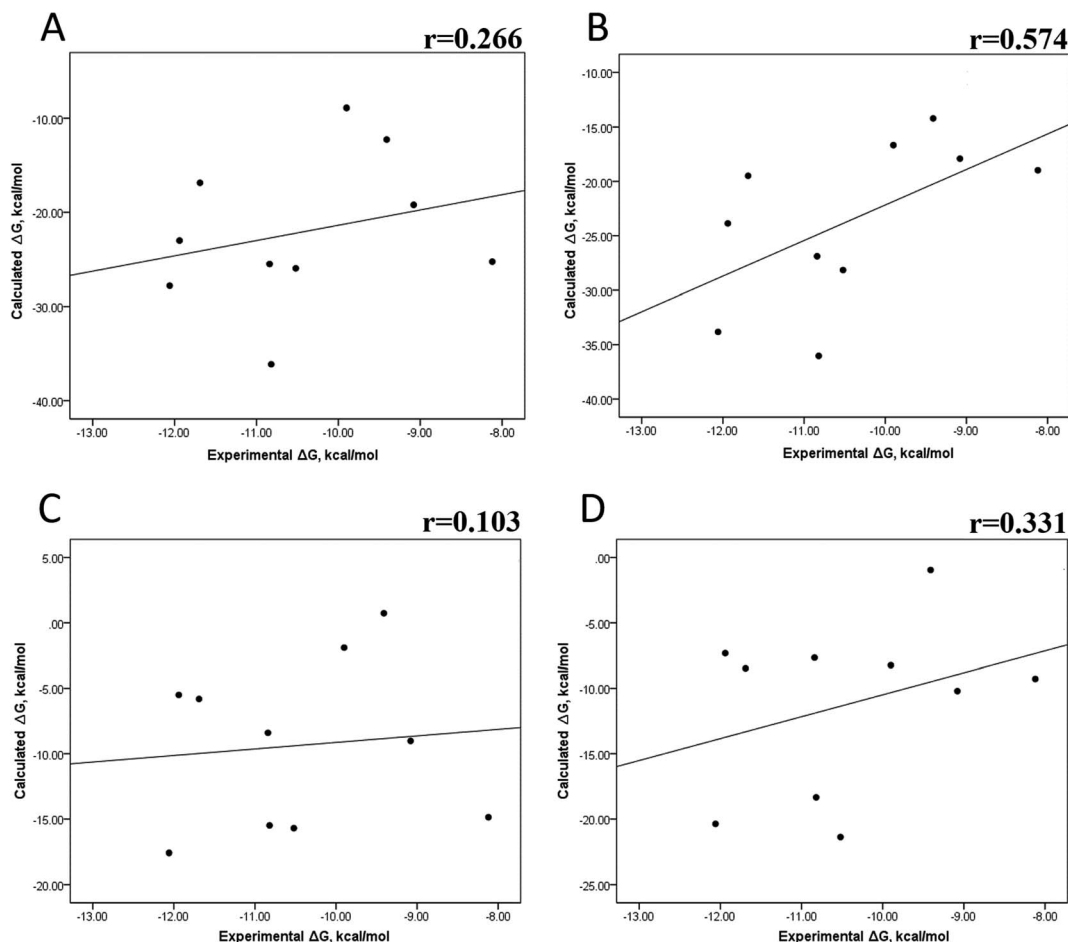 A
r=0.266
Calculated ΔG, kcal/mol
-10.00
-20.00
-30.00
-40.00
-13.00 -12.00 -11.00 -10.00 -9.00 -8.00
Experimental ΔG, kcal/mol
B
r=0.574
Calculated ΔG, kcal/mol
-10.00
-15.00
-20.00
-25.00
-30.00
-35.00
-40.00
-13.00 -12.00 -11.00 -10.00 -9.00 -8.00
Experimental ΔG, kcal/mol
C
r=0.103
Calculated ΔG, kcal/mol
5.00
.00
-5.00
-10.00
-15.00
-20.00
-13.00 -12.00 -11.00 -10.00 -9.00 -8.00
Experimental ΔG, kcal/mol
D
r=0.331
Calculated ΔG, kcal/mol
.00
-5.00
-10.00
-15.00
-20.00
-25.00
-13.00 -12.00 -11.00 -10.00 -9.00 -8.00
Experimental ΔG, kcal/mol